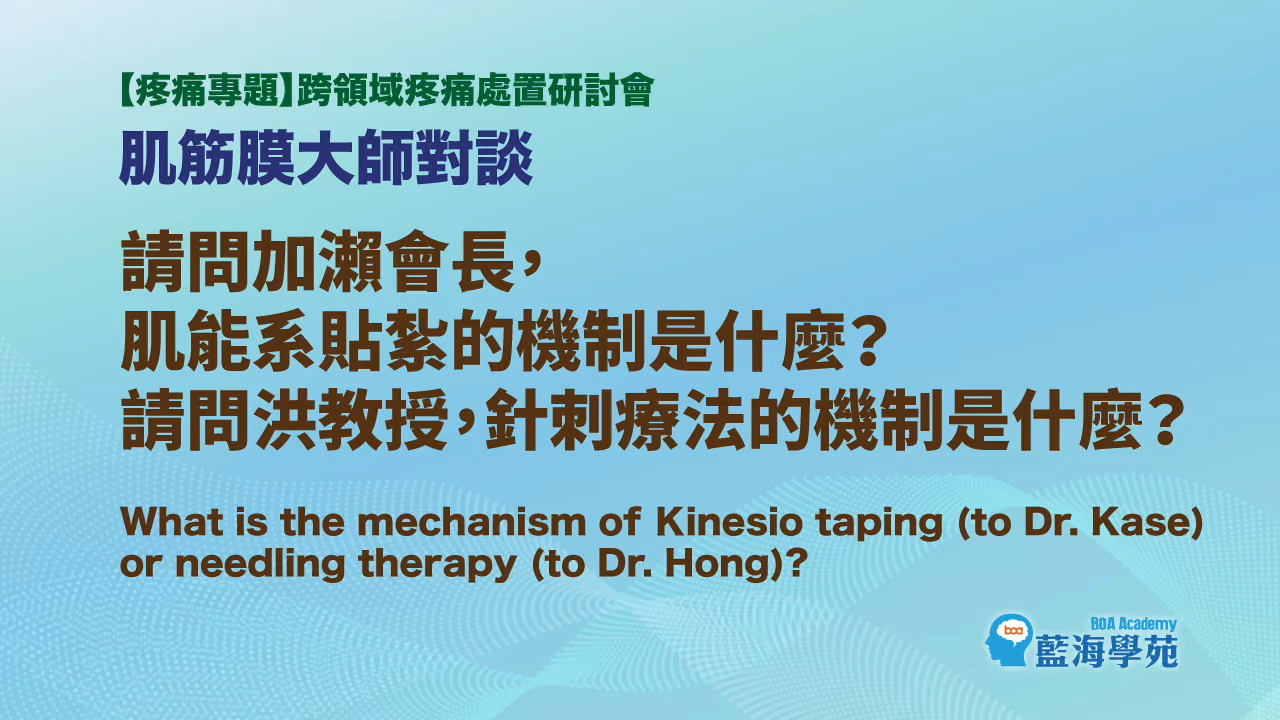 【疼痛專題】跨領域疼痛處置研討會
肌筋膜大師對談
請問加瀨會長，
肌能系貼紮的機制是什麼？
請問洪教授，針刺療法的機制是什麼？
What is the mechanism of Kinesio taping (to Dr. Kase)
or needling therapy (to Dr. Hong)?
BOA Academy
boa
藍海學苑